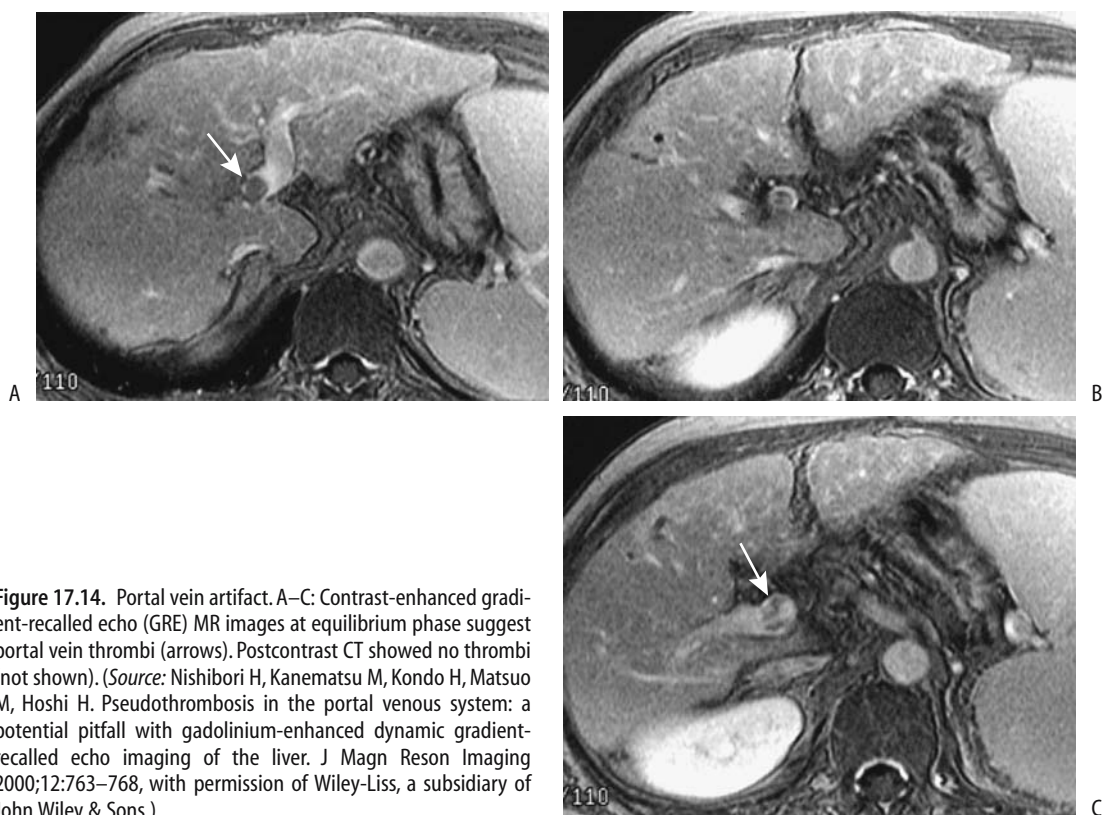 /110
A
/110
B
Figure 17.14. Portal vein artifact. A–C: Contrast-enhanced gradi-
ent-recalled echo (GRE) MR images at equilibrium phase suggest
portal vein thrombi (arrows). Postcontrast CT showed no thrombi
(not shown). (Source: Nishibori H, Kanematsu M, Kondo H, Matsuo
M, Hoshi H. Pseudothrombosis in the portal venous system: a
potential pitfall with gadolinium-enhanced dynamic gradient-
recalled echo imaging of the liver. J Magn Reson Imaging
2000;12:763–768, with permission of Wiley-Liss, a subsidiary of
John Wiley & Sons.)
/110
C